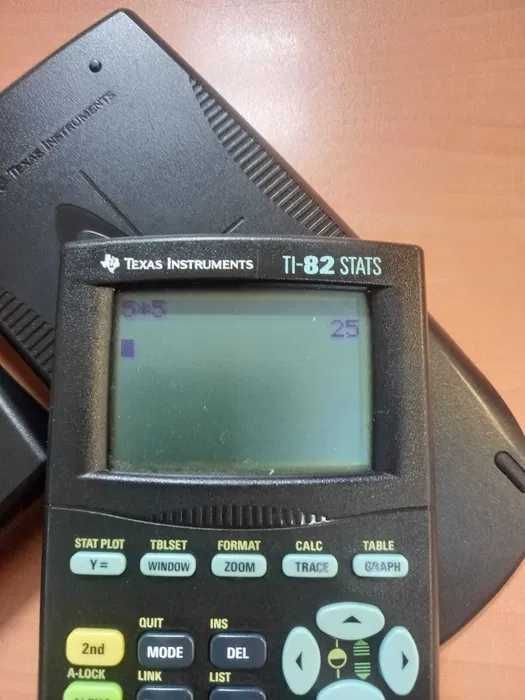 TEXAS INSTRUMENTS
TEXAS INSTRUMENTS TI-82 STATS
5*5
25
STAT PLOT TBLSET FORMAT CALC TABLE
Y= WINDOW ZOOM TRACE GRAPH
QUIT INS
2nd MODE DEL
A-LOCK LINK LIST